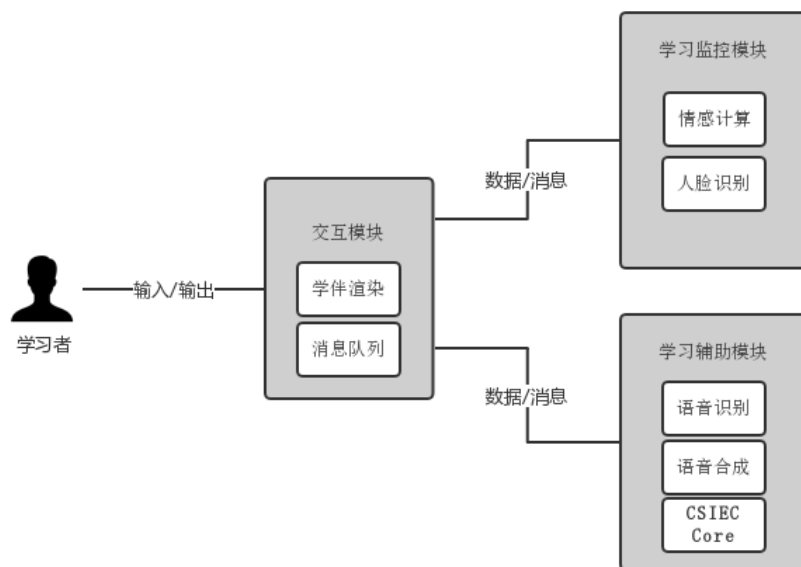 学习者
输入/输出
交互模块
学伴渲染
消息队列
数据/消息
数据/消息
学习监控模块
情感计算
人脸识别
学习辅助模块
语音识别
语音合成
CSIEC
Core